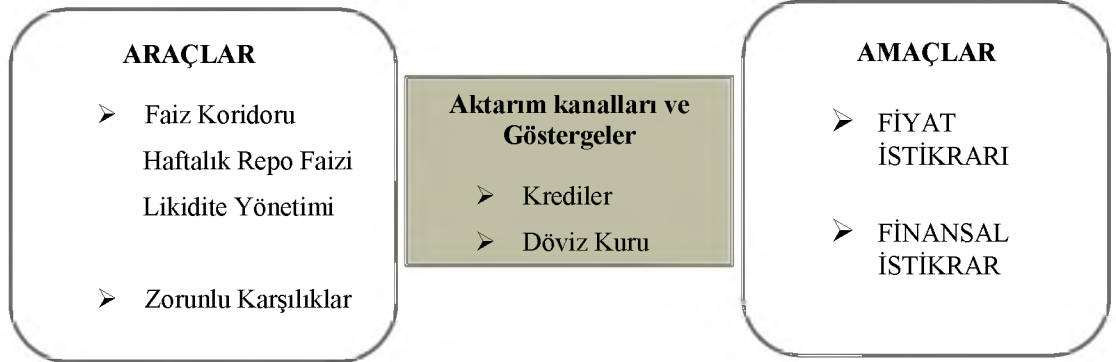 ARAÇLAR
➢ Faiz Koridoru
Haftalık Repo Faizi
Likidite Yönetimi
➢ Zorunlu Karşılıklar
Aktarım kanalları ve
Göstergeler
➢ Krediler
➢ Döviz Kuru
AMAÇLAR
➢ FİYAT
İSTİKRARI
➢ FİNANSAL
İSTİKRAR